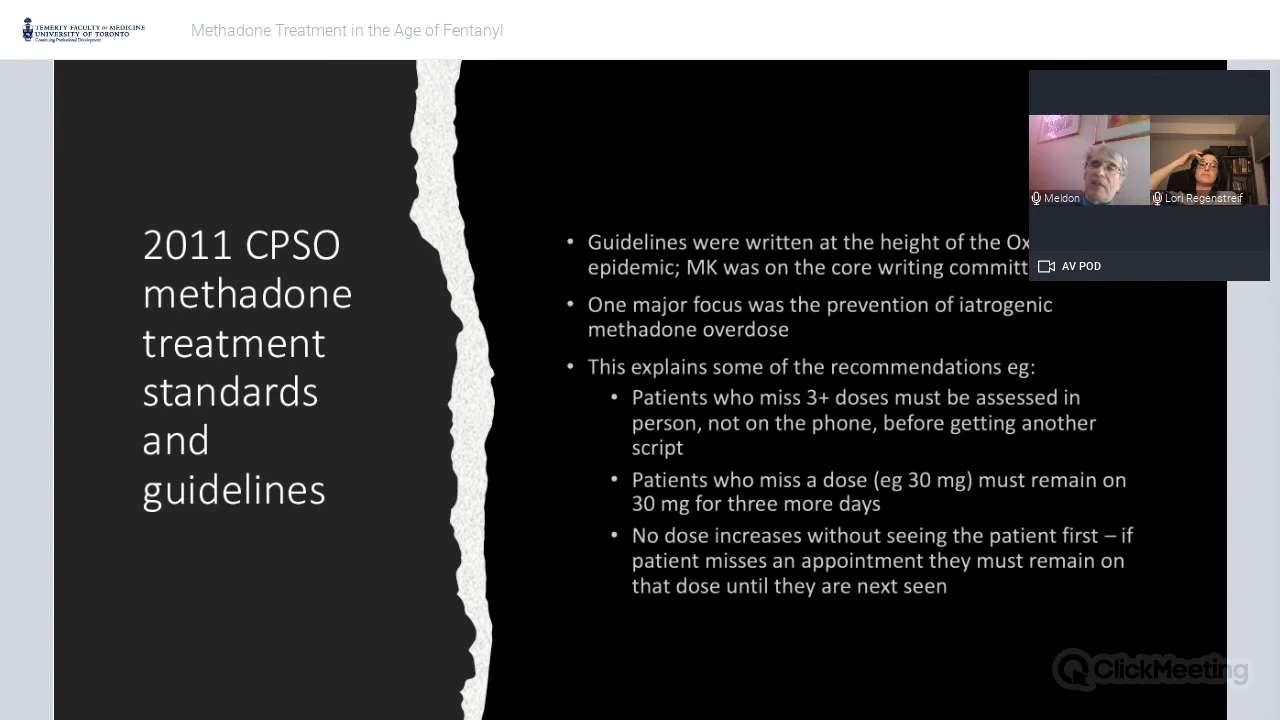 TEMERTY FACULTY OF MEDICINE
UNIVERSITY OF TORONTO
Continuing Professional Development
Methadone Treatment in the Age of Fentanyl
2011 CPSO
methadone
treatment
standards
and
guidelines
• Guidelines were written at the height of the Ox
epidemic; MK was on the core writing committ
• One major focus was the prevention of iatrogenic
methadone overdose
• This explains some of the recommendations eg:
• Patients who miss 3+ doses must be assessed in
person, not on the phone, before getting another
script
• Patients who miss a dose (eg 30 mg) must remain on
30 mg for three more days
• No dose increases without seeing the patient first – if
patient misses an appointment they must remain on
that dose until they are next seen
Meldon
Lori Regenstreif
AV POD
ClickMeeting